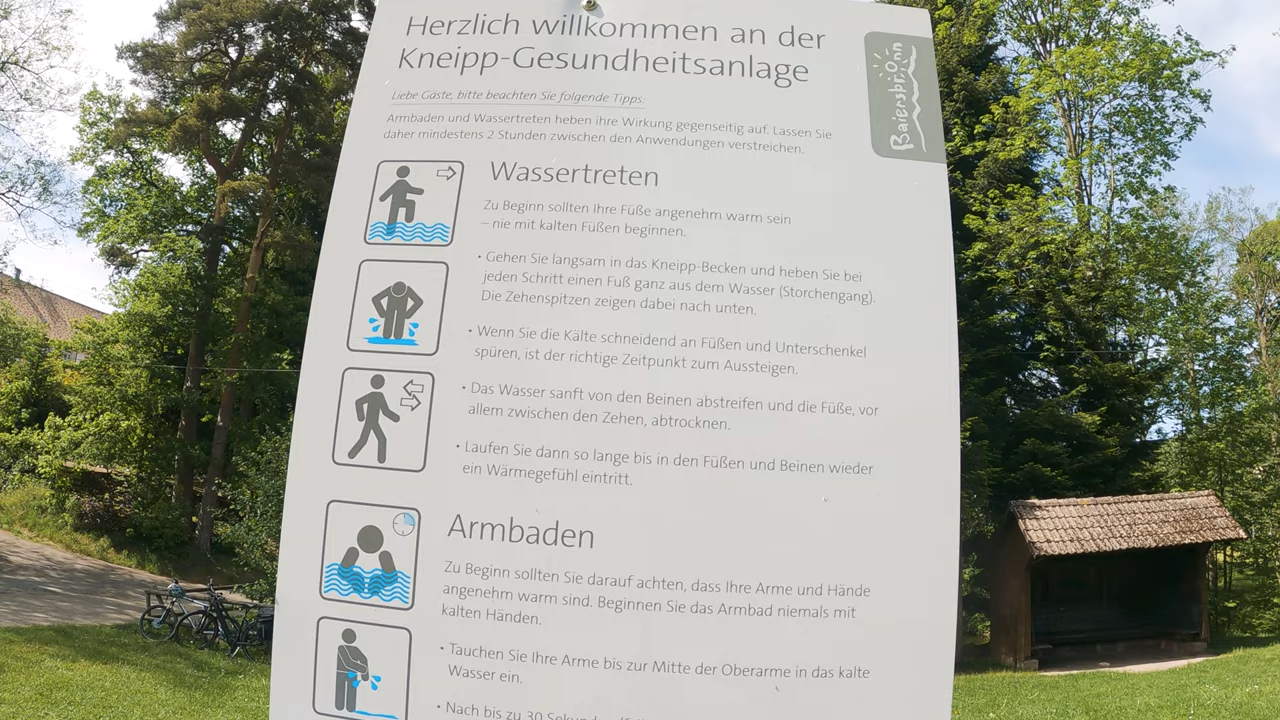 Herzlich willkommen an der
Kneipp-Gesundheitsanlage
Baiersbronn
Liebe Gäste, bitte beachten Sie folgende Tipps:
Armbaden und Wassertreten heben ihre Wirkung gegenseitig auf. Lassen Sie
daher mindestens 2 Stunden zwischen den Anwendungen verstreichen.
Wassertreten
Zu Beginn sollten Ihre Füße angenehm warm sein
– nie mit kalten Füßen beginnen.
• Gehen Sie langsam in das Kneipp-Becken und heben Sie bei
jeden Schritt einen Fuß ganz aus dem Wasser (Storchengang).
Die Zehenspitzen zeigen dabei nach unten.
• Wenn Sie die Kälte schneidend an Füßen und Unterschenkel
spüren, ist der richtige Zeitpunkt zum Aussteigen.
• Das Wasser sanft von den Beinen abstreifen und die Füße, vor
allem zwischen den Zehen, abtrocknen.
• Laufen Sie dann so lange bis in den Füßen und Beinen wieder
ein Wärmegefühl eintritt.
Armbaden
Zu Beginn sollten Sie darauf achten, dass Ihre Arme und Hände
angenehm warm sind. Beginnen Sie das Armbad niemals mit
kalten Händen.
• Tauchen Sie Ihre Arme bis zur Mitte der Oberarme in das kalte
Wasser ein.
• Nach bis zu 30